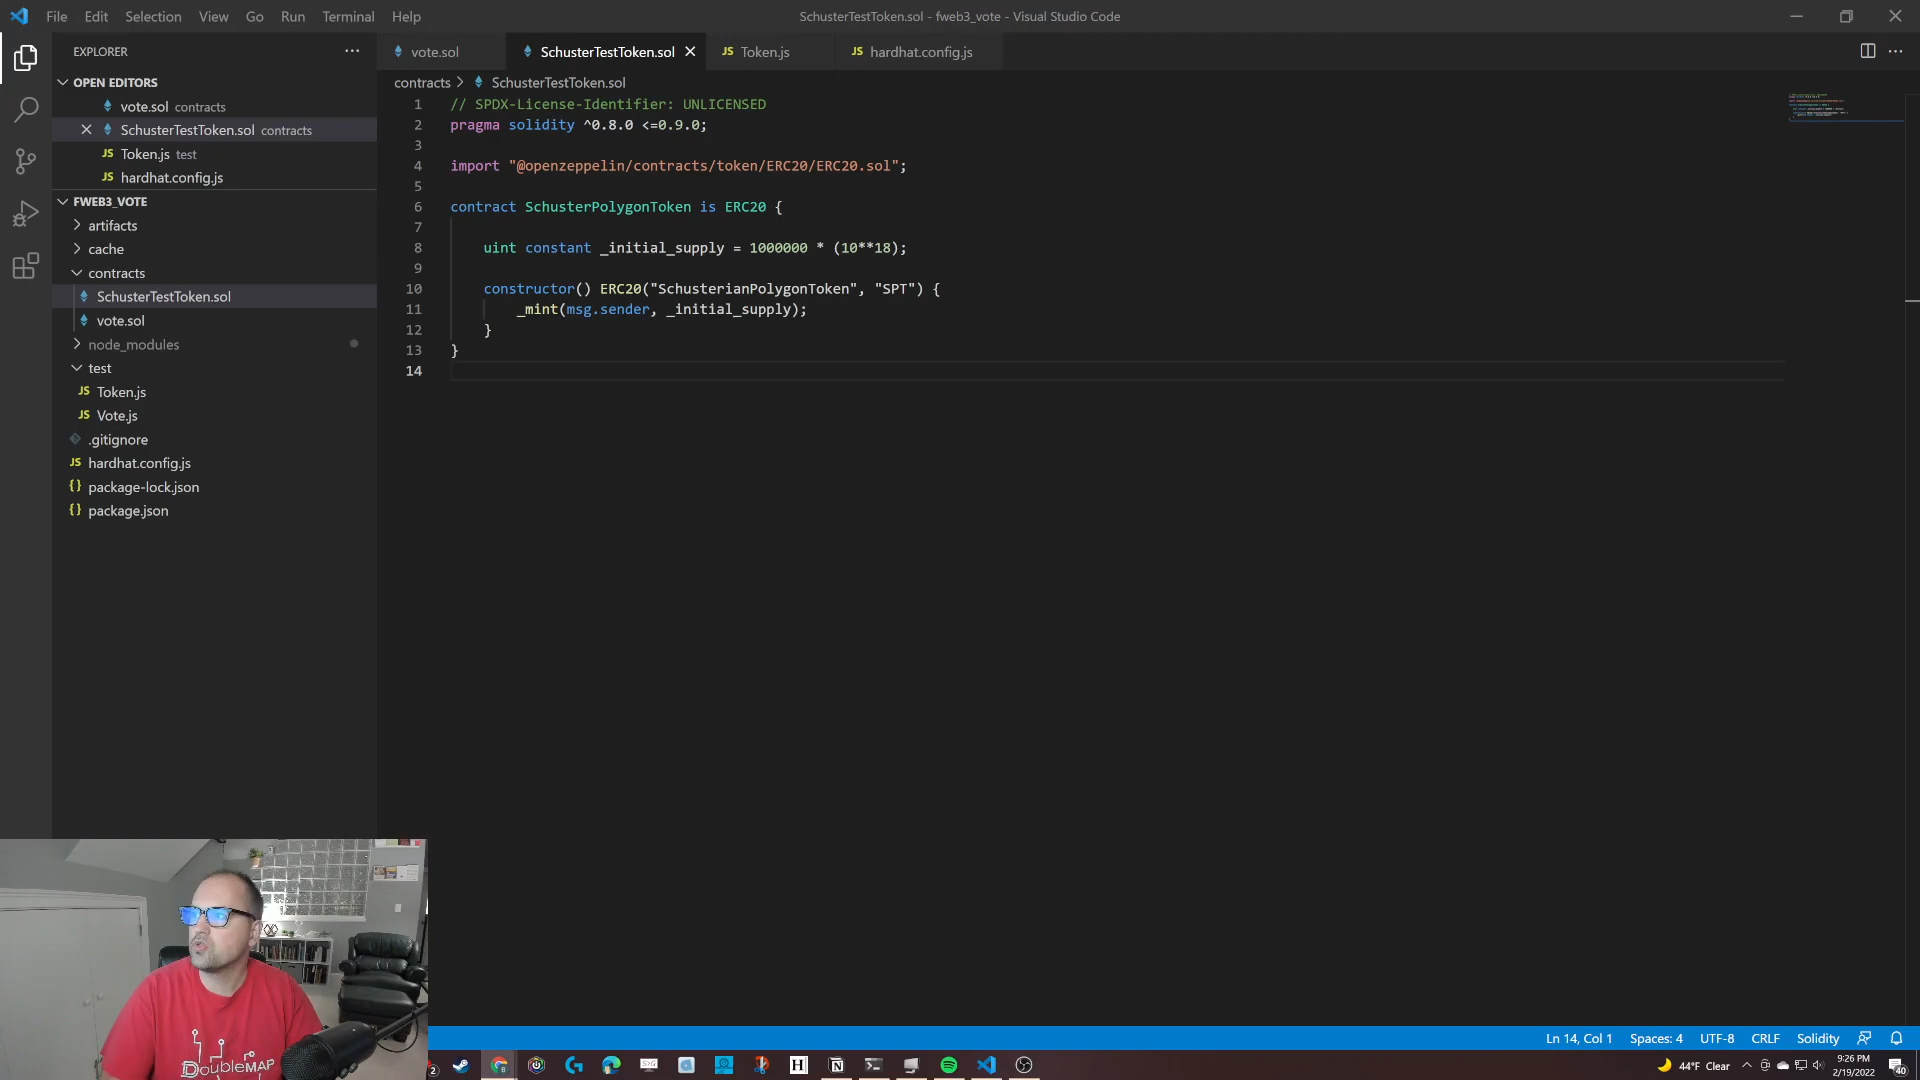 File Edit Selection View Go Run Terminal Help
SchusterTestToken.sol - fweb3_vote - Visual Studio Code
EXPLORER
OPEN EDITORS
vote.sol contracts
SchusterTestToken.sol contracts
Token.js test
hardhat.config.js
FWEB3_VOTE
artifacts
cache
contracts
SchusterTestToken.sol
vote.sol
node_modules
test
JS Token.js
JS Vote.js
.gitignore
JS hardhat.config.js
{} package-lock.json
{} package.json
vote.sol SchusterTestToken.sol JS Token.js JS hardhat.config.js
contracts > SchusterTestToken.sol
1 // SPDX-License-Identifier: UNLICENSED
2 pragma solidity ^0.8.0 <=0.9.0;
3
4 import "@openzeppelin/contracts/token/ERC20/ERC20.sol";
5
6 contract SchusterPolygonToken is ERC20 {
7
8 uint constant _initial_supply = 1000000 * (10**18);
9
10 constructor() ERC20("SchusterianPolygonToken", "SPT") {
11 _mint(msg.sender, _initial_supply);
12 }
13 }
14
DOUBLEMAP
Ln 14, Col 1 Spaces: 4 UTF-8 CRLF Solidity
44°F Clear
9:26 PM
2/19/2022
40